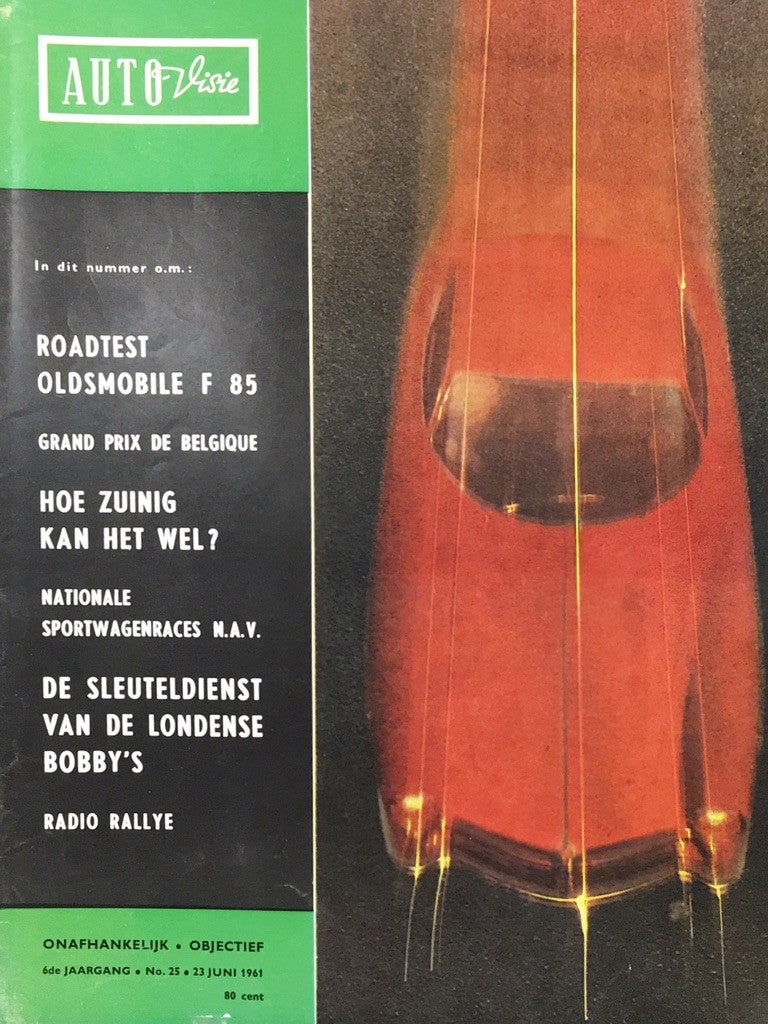 AUTO Visie
In dit nummer o.m.:
ROADTEST
OLDSMOBILE F 85
GRAND PRIX DE BELGIQUE
HOE ZUINIG
KAN HET WEL?
NATIONALE
SPORTWAGENRACES N.A.V.
DE SLEUTELDIENST
VAN DE LONDENSE
BOBBY'S
RADIO RALLYE
ONAFHANKELIJK • OBJECTIEF
6de JAARGANG • No. 25 • 23 JUNI 1961
80 cent